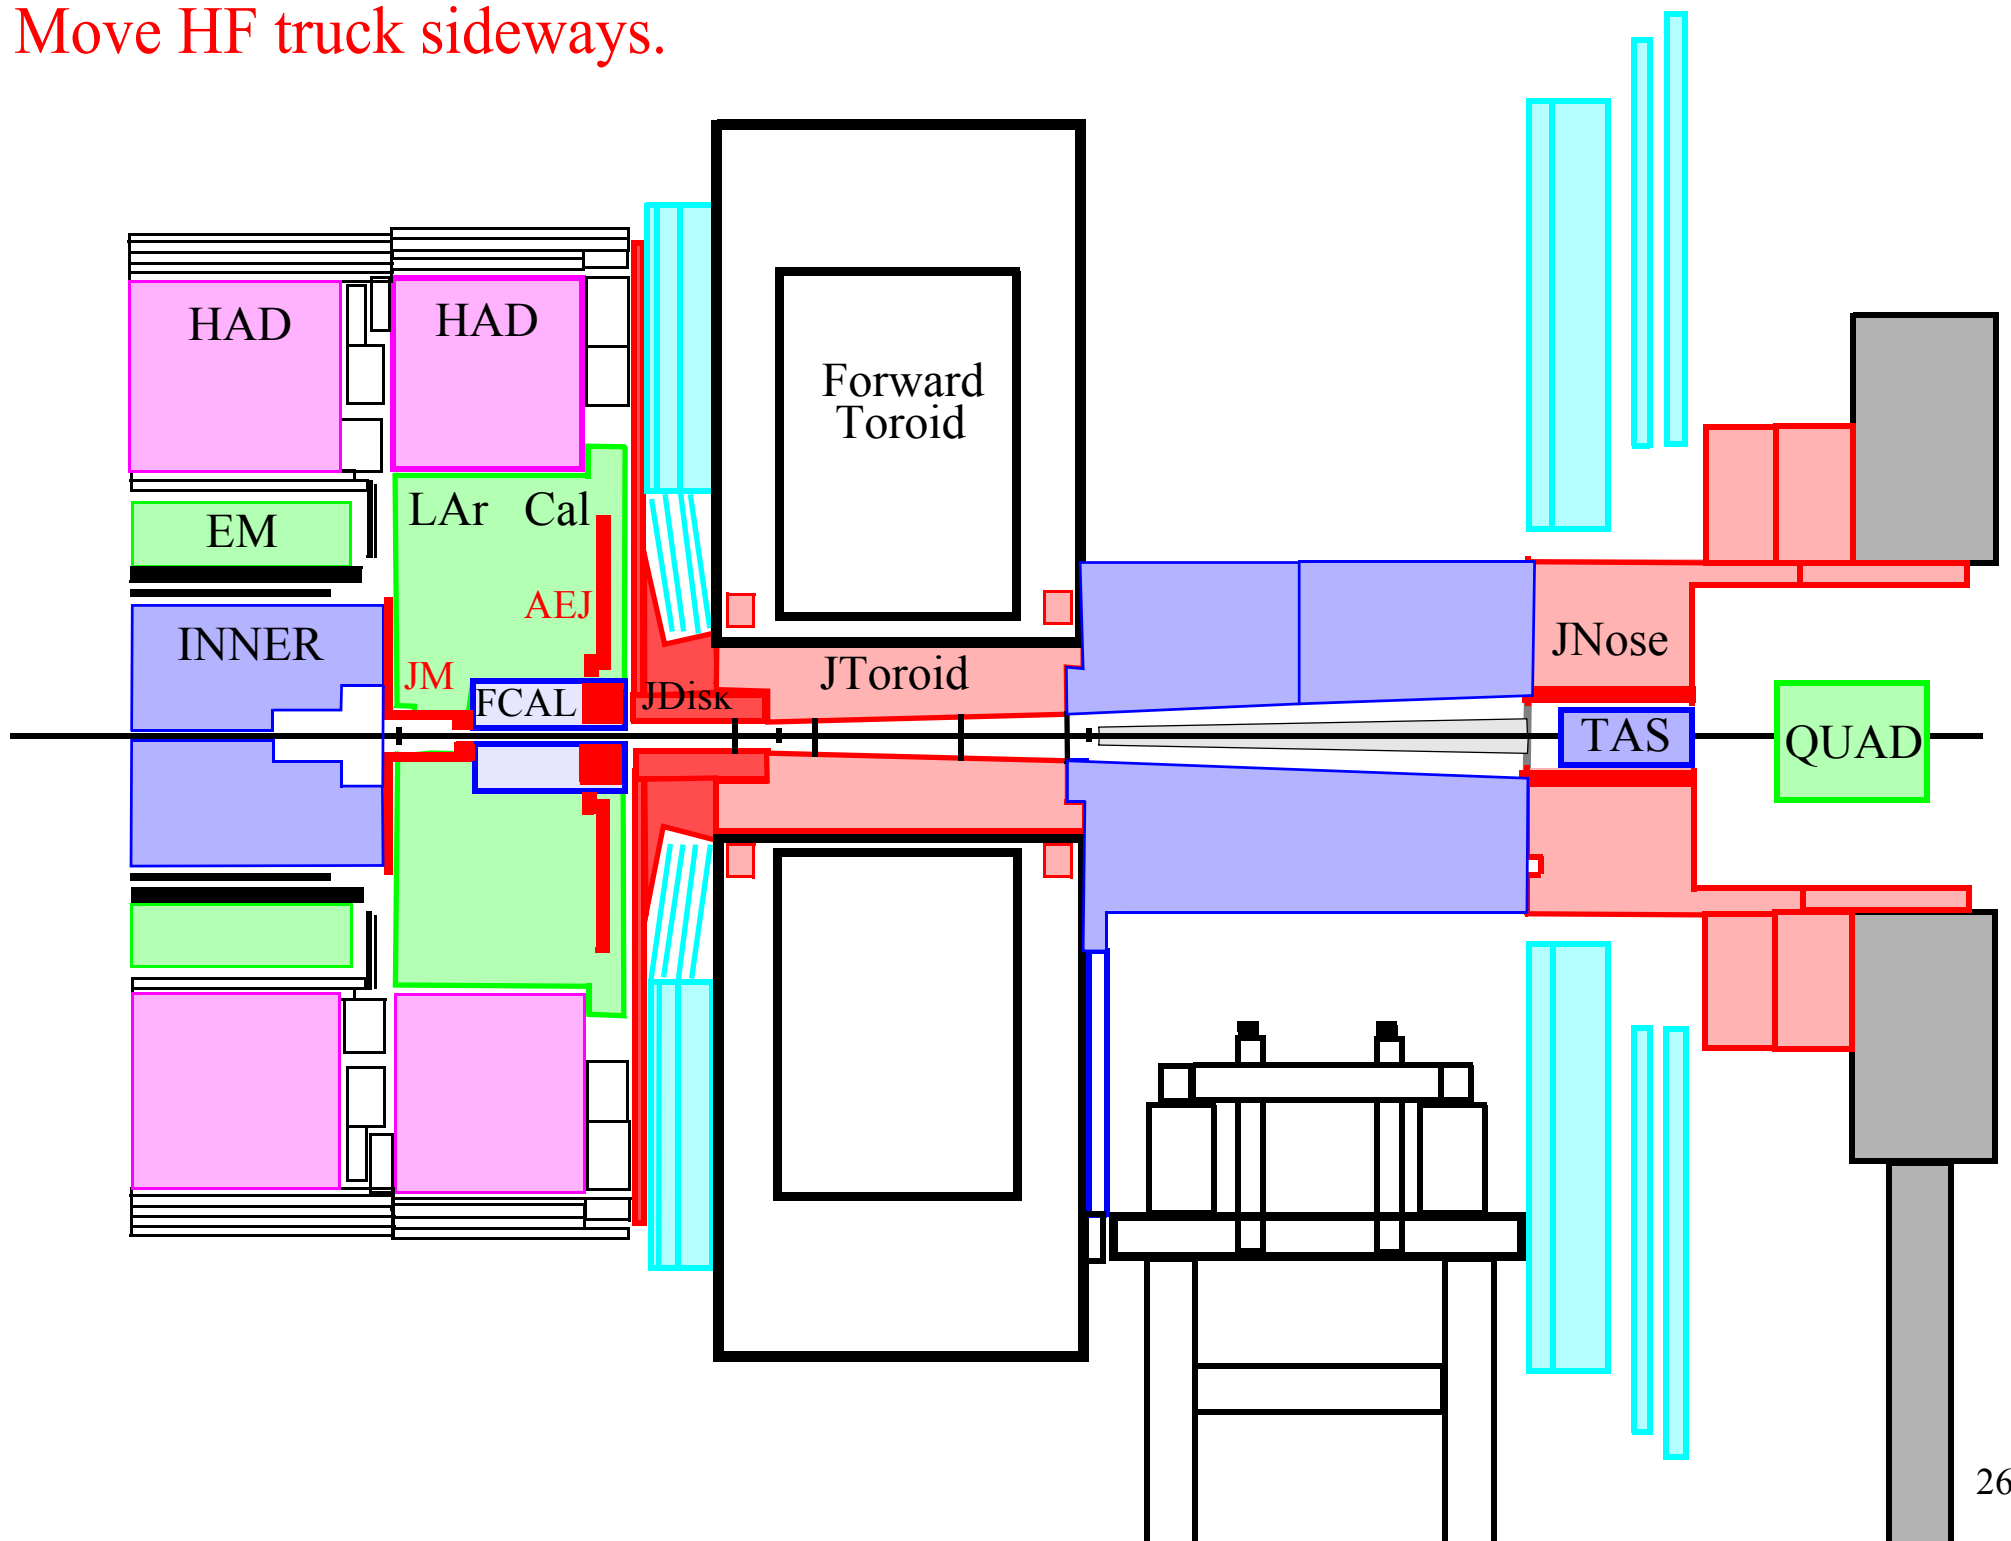 Move HF truck sideways.
HAD
HAD
Forward
Toroid
LAr Cal
EM
AEJ
INNER
JM
FCAL
JDisk
JToroid
JNose
TAS
QUAD
26